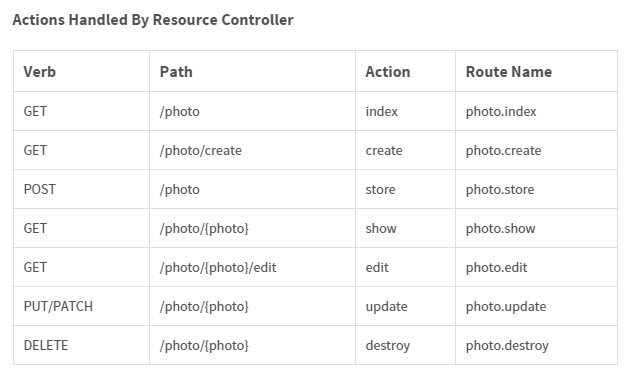 Actions Handled By Resource Controller
Verb Path Action Route Name
GET /photo index photo.index
GET /photo/create create photo.create
POST /photo store photo.store
GET /photo/{photo} show photo.show
GET /photo/{photo}/edit edit photo.edit
PUT/PATCH /photo/{photo} update photo.update
DELETE /photo/{photo} destroy photo.destroy